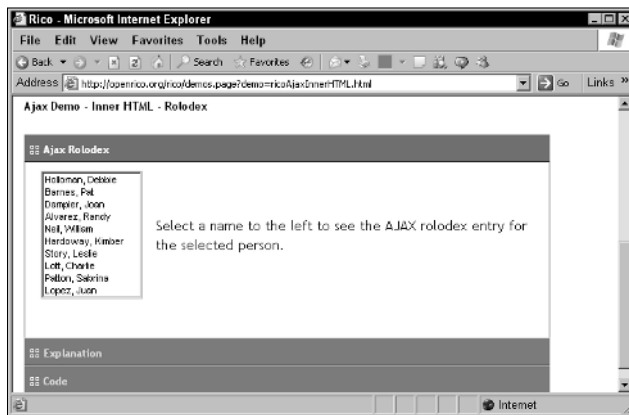 Rico - Microsoft Internet Explorer
File Edit View Favorites Tools Help
Back Search Favorites
Address http://openrico.org/rico/demos.page?demo=ricoAjaxInnerHTML.html Go Links »
Ajax Demo - Inner HTML - Rolodex
Ajax Rolodex
Holloman, Debbie
Barnes, Pat
Dampier, Joan
Alvarez, Randy
Neil, William
Hardoway, Kimber
Story, Leslie
Lott, Charlie
Patton, Sabrina
Lopez, Juan
Select a name to the left to see the AJAX rolodex entry for
the selected person.
Explanation
Code
Internet